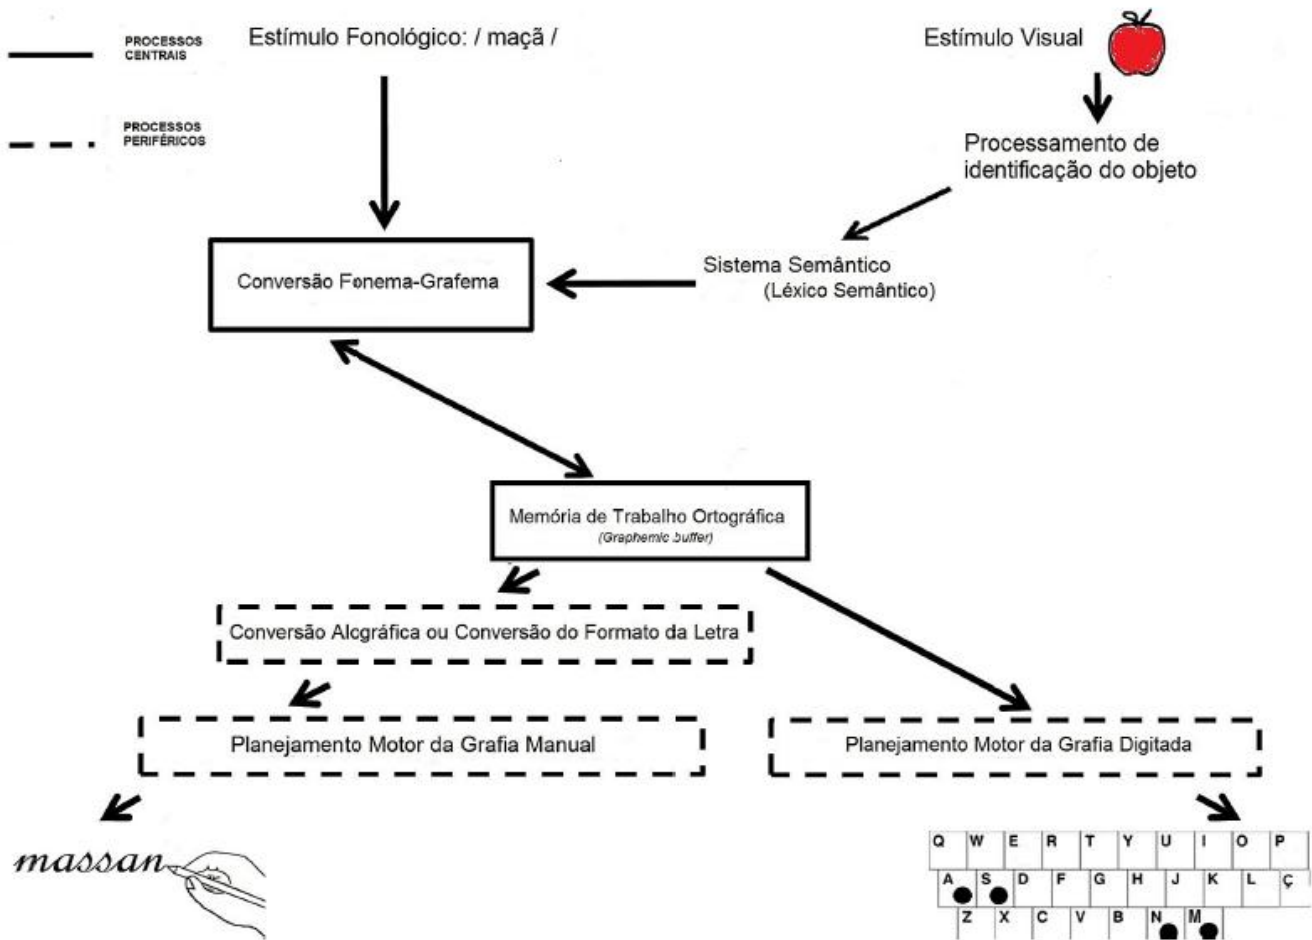 PROCESSOS
CENTRAIS
Estímulo Fonológico: / maçã /
Estímulo Visual
PROCESSOS
PERIFÉRICOS
Processamento de
identificação do objeto
Sistema Semântico
(Léxico Semântico)
Conversão Fonema-Grafema
Memória de Trabalho Ortográfica
(Graphemic buffer)
Conversão Alográfica ou Conversão do Formato da Letra
Planejamento Motor da Grafia Manual
Planejamento Motor da Grafia Digitada
massan
Q W E R T Y U I O P
A S D F G H J K L Ç
Z X C V B N M